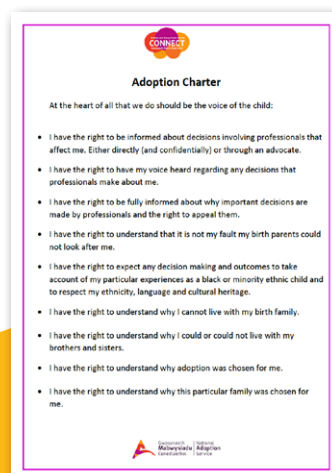 CONNECT
Adoption Charter
At the heart of all that we do should be the voice of the child:
• I have the right to be informed about decisions involving professionals that
affect me. Either directly (and confidentially) or through an advocate.
• I have the right to have my voice heard regarding any decisions that
professionals make about me.
• I have the right to be fully informed about why important decisions are
made by professionals and the right to appeal them.
• I have the right to understand that it is not my fault my birth parents could
not look after me.
• I have the right to expect any decision making and outcomes to take
account of my particular experiences as a black or minority ethnic child and
to respect my ethnicity, language and cultural heritage.
• I have the right to understand why I cannot live with my birth family.
• I have the right to understand why I could or could not live with my
brothers and sisters.
• I have the right to understand why adoption was chosen for me.
• I have the right to understand why this particular family was chosen for
me.
Gwasanaeth National
Mabwysiadu Adoption
Cenedlaethol Service